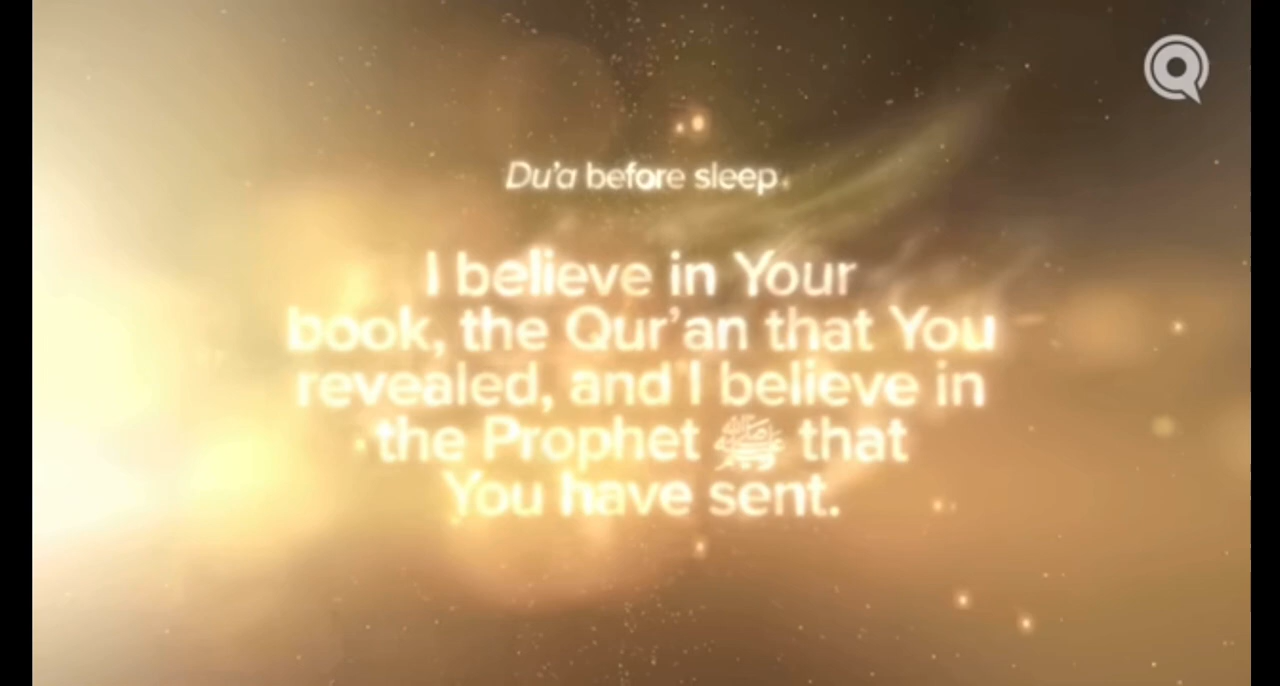 Du'a before sleep.
I believe in Your
book, the Qur'an that You
revealed, and I believe in
the Prophet ﷺ that
You have sent.